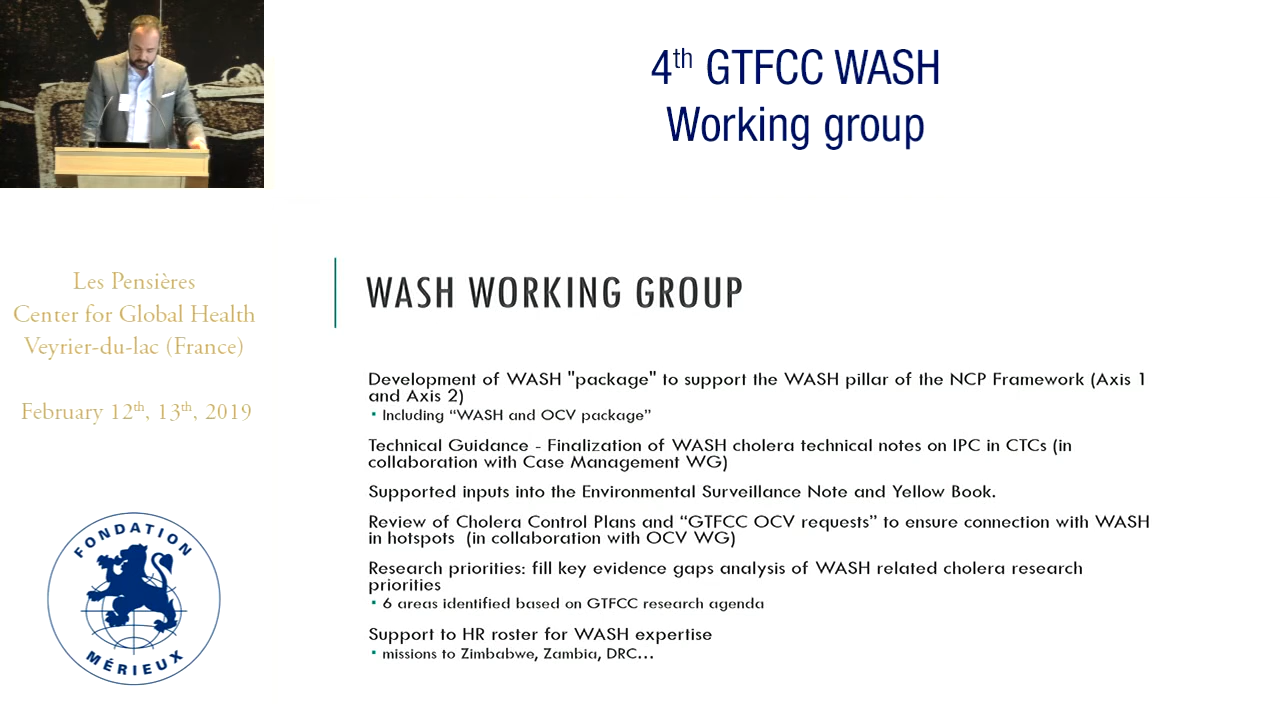 4th GTFCC WASH
Working group
Les Pensières
Center for Global Health
Veyrier-du-lac (France)
February 12th, 13th, 2019
WASH WORKING GROUP
Development of WASH "package" to support the WASH pillar of the NCP Framework (Axis 1
and Axis 2)
▪ Including “WASH and OCV package”
Technical Guidance - Finalization of WASH cholera technical notes on IPC in CTCs (in
collaboration with Case Management WG)
Supported inputs into the Environmental Surveillance Note and Yellow Book.
Review of Cholera Control Plans and “GTFCC OCV requests” to ensure connection with WASH
in hotspots (in collaboration with OCV WG)
Research priorities: fill key evidence gaps analysis of WASH related cholera research
priorities
▪ 6 areas identified based on GTFCC research agenda
Support to HR roster for WASH expertise
▪ missions to Zimbabwe, Zambia, DRC...
FONDATION
MÉRIEUX